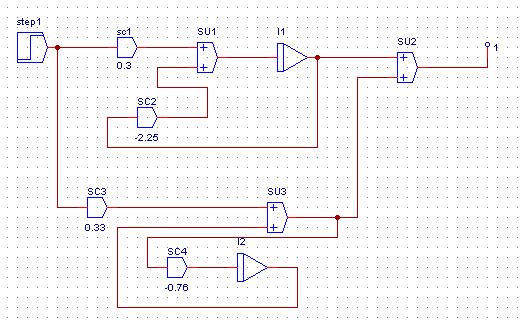 step1
sc1
0.3
SU1
+
+
I1
SU2
+
+
1
SC2
-2.25
SC3
0.33
SU3
+
+
SC4
-0.76
I2